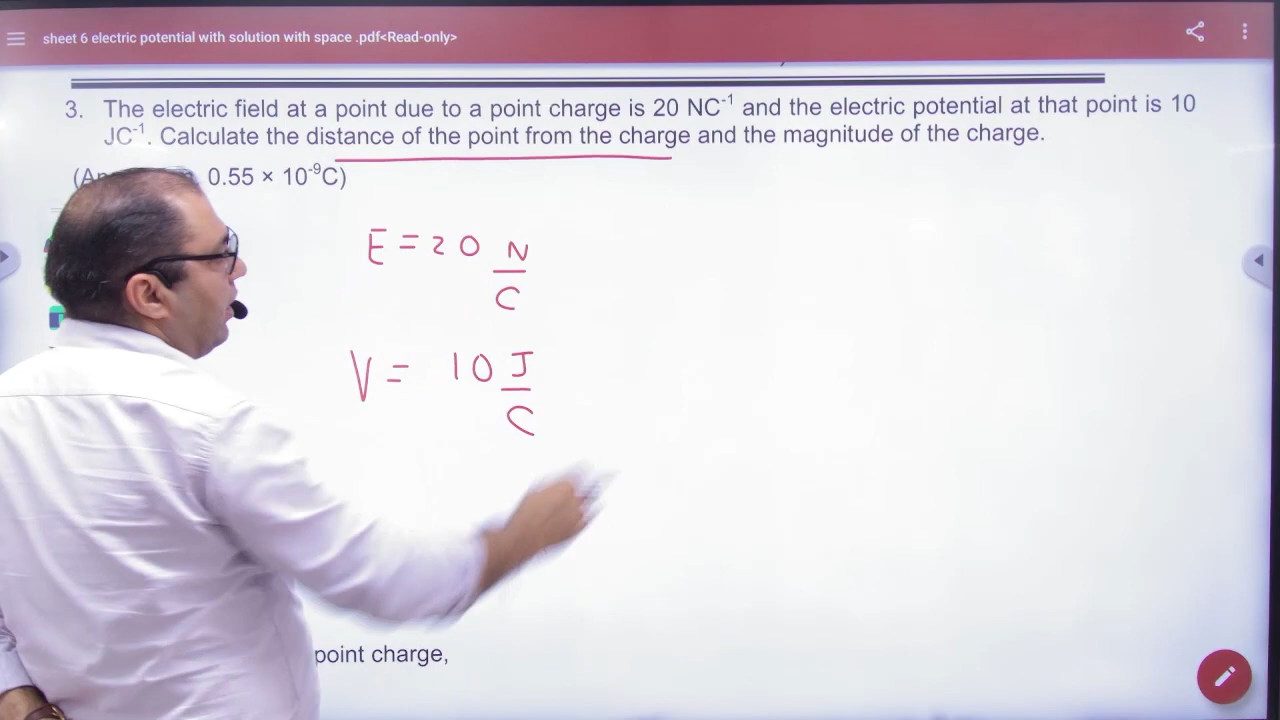 sheet 6 electric potential with solution with space .pdf<Read-only>
3. The electric field at a point due to a point charge is 20 NC⁻¹ and the electric potential at that point is 10
JC⁻¹. Calculate the distance of the point from the charge and the magnitude of the charge.
0.55 × 10⁻⁹C)
E = 20 N/C
V = 10 J/C
point charge,